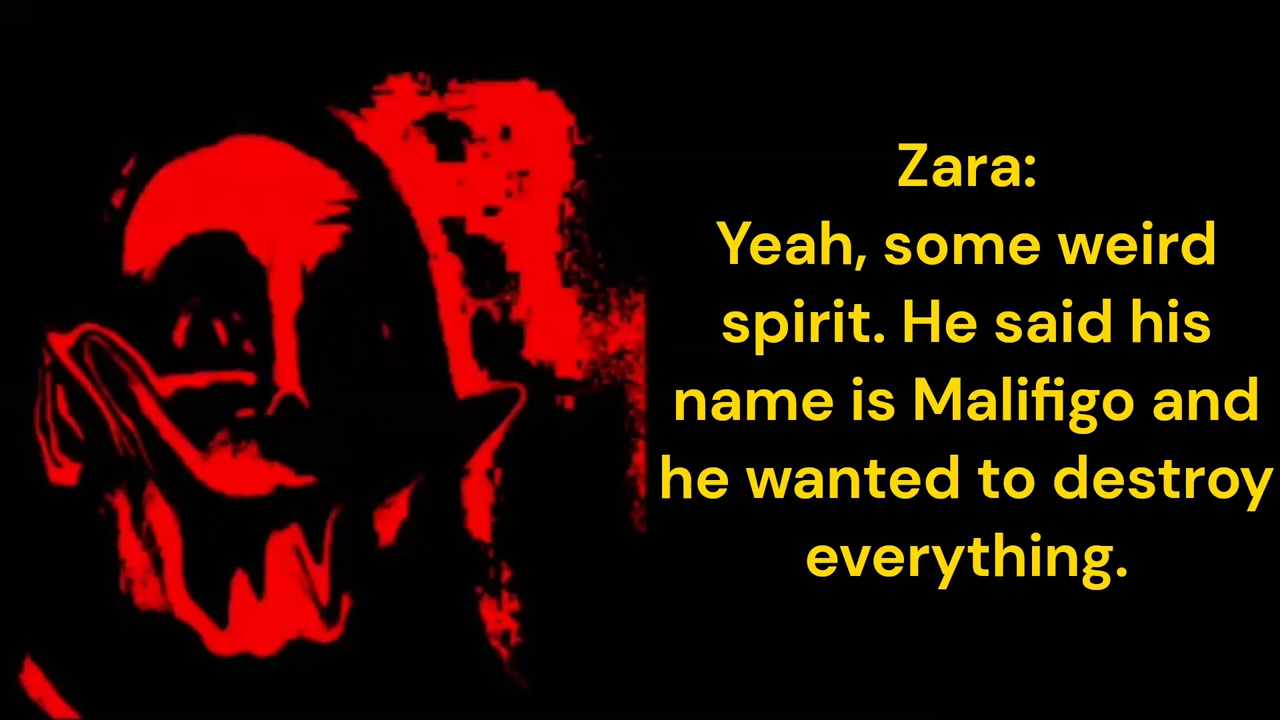 Zara:
Yeah, some weird
spirit. He said his
name is Malifigo and
he wanted to destroy
everything.